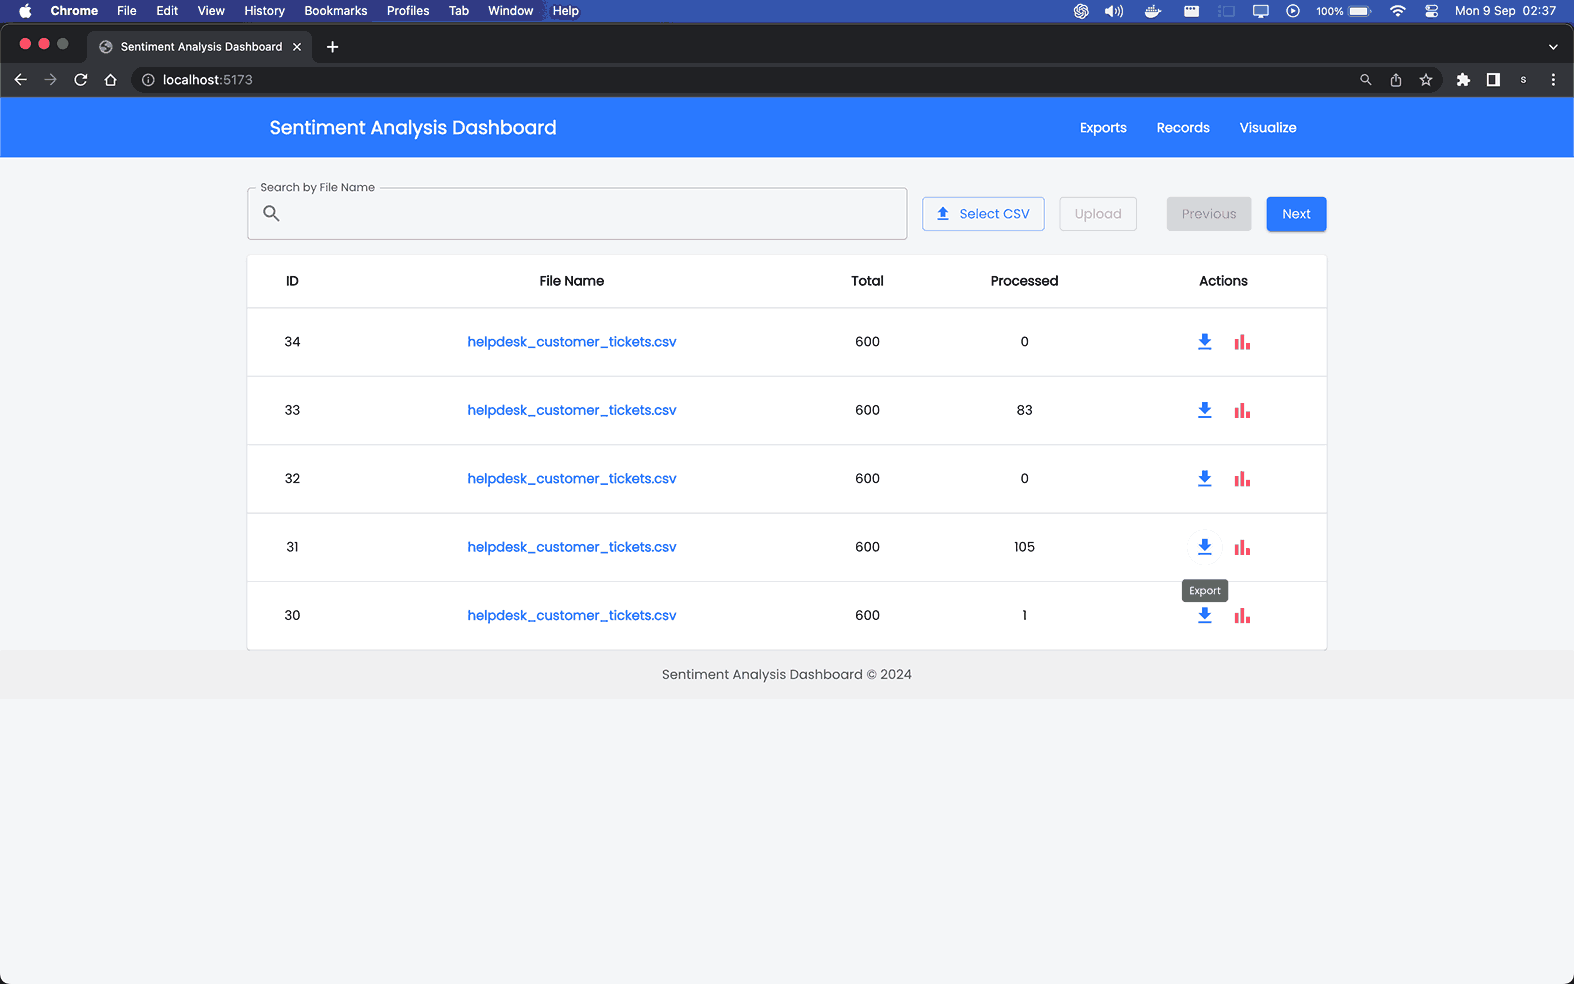 Chrome File Edit View History Bookmarks Profiles Tab Window Help 100% Mon 9 Sep 02:37
Sentiment Analysis Dashboard
localhost:5173 s
Sentiment Analysis Dashboard Exports Records Visualize
Search by File Name
Select CSV Upload Previous Next
ID File Name Total Processed Actions
34 helpdesk_customer_tickets.csv 600 0
33 helpdesk_customer_tickets.csv 600 83
32 helpdesk_customer_tickets.csv 600 0
31 helpdesk_customer_tickets.csv 600 105
Export
30 helpdesk_customer_tickets.csv 600 1
Sentiment Analysis Dashboard © 2024